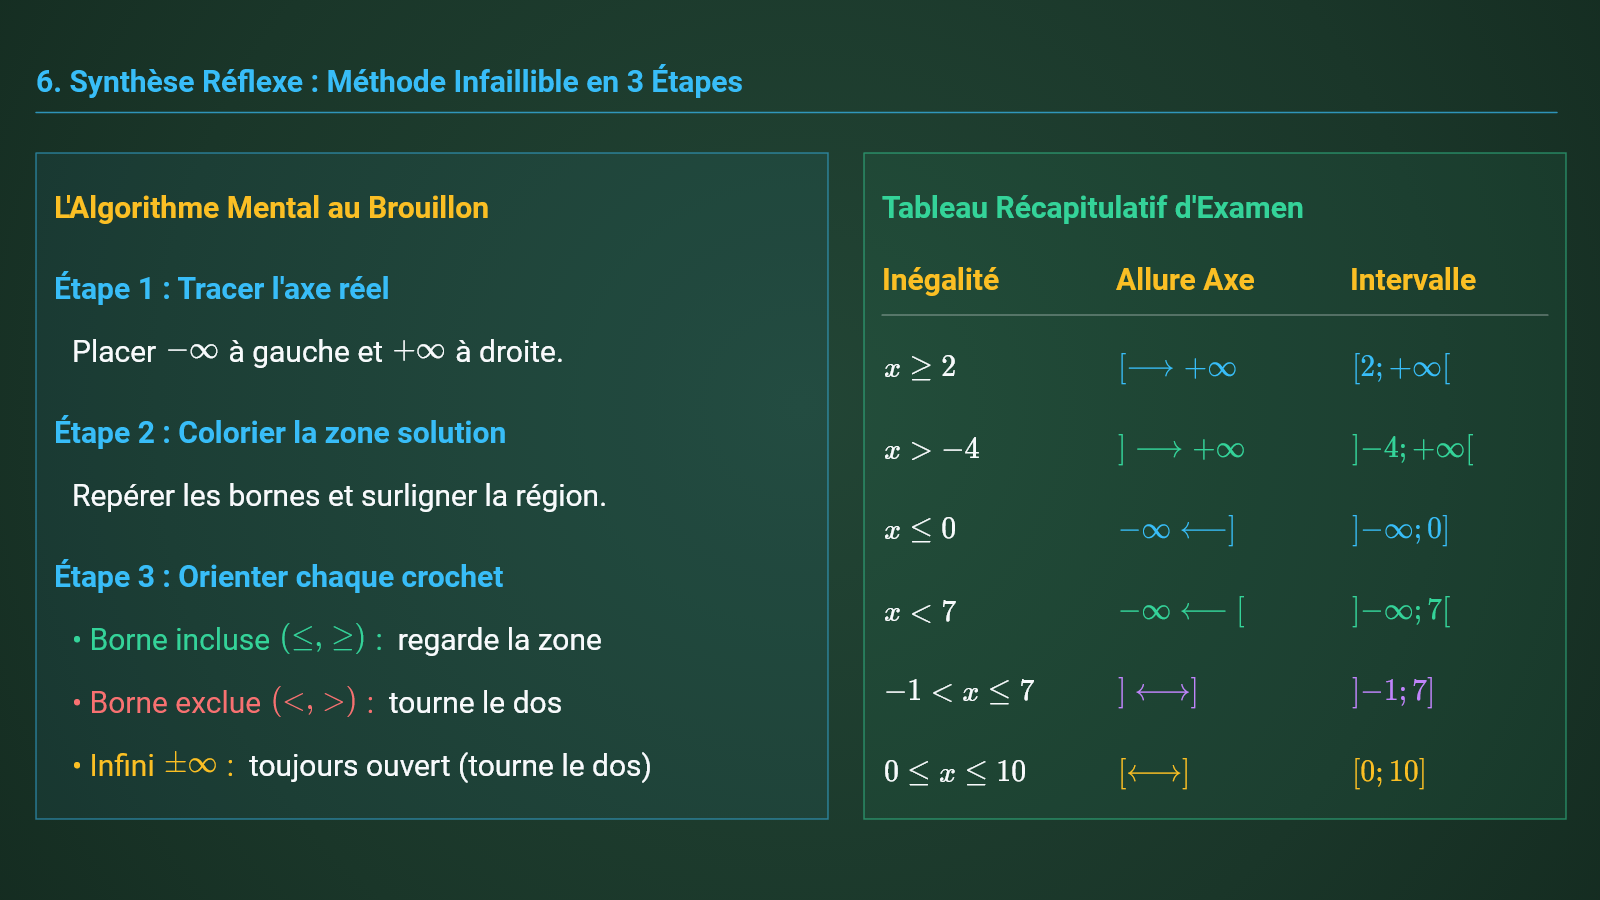 6. Synthèse Réflexe : Méthode Infaillible en 3 Étapes
L'Algorithme Mental au Brouillon
Étape 1 : Tracer l'axe réel
Placer −∞ à gauche et +∞ à droite.
Étape 2 : Colorier la zone solution
Repérer les bornes et surligner la région.
Étape 3 : Orienter chaque crochet
• Borne incluse (≤, ≥) : regarde la zone
• Borne exclue (<, >) : tourne le dos
• Infini ±∞ : toujours ouvert (tourne le dos)
Tableau Récapitulatif d'Examen
Inégalité Allure Axe Intervalle
x ≥ 2 [⟶ +∞ [2; +∞[
x > −4 ] ⟶ +∞ ]−4; +∞[
x ≤ 0 −∞ ⟵] ]−∞; 0]
x < 7 −∞ ⟵ [ ]−∞; 7[
−1 < x ≤ 7 ] ⟷] ]−1; 7]
0 ≤ x ≤ 10 [⟷] [0; 10]